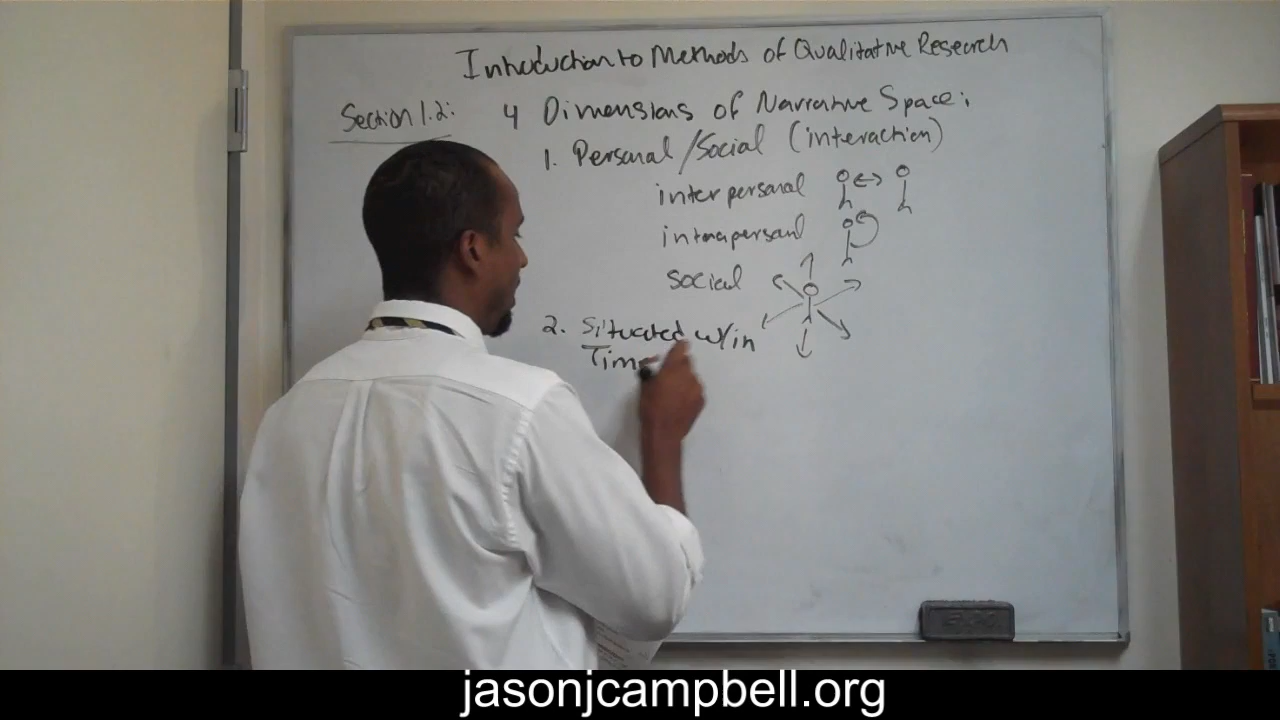 Introduction to Methods of Qualitative Research
Section 1.2: 4 Dimensions of Narrative Space:
1. Personal/Social (interaction)
interpersonal
intrapersonal
social
2. Situated w/in
Time
jasonjcampbell.org